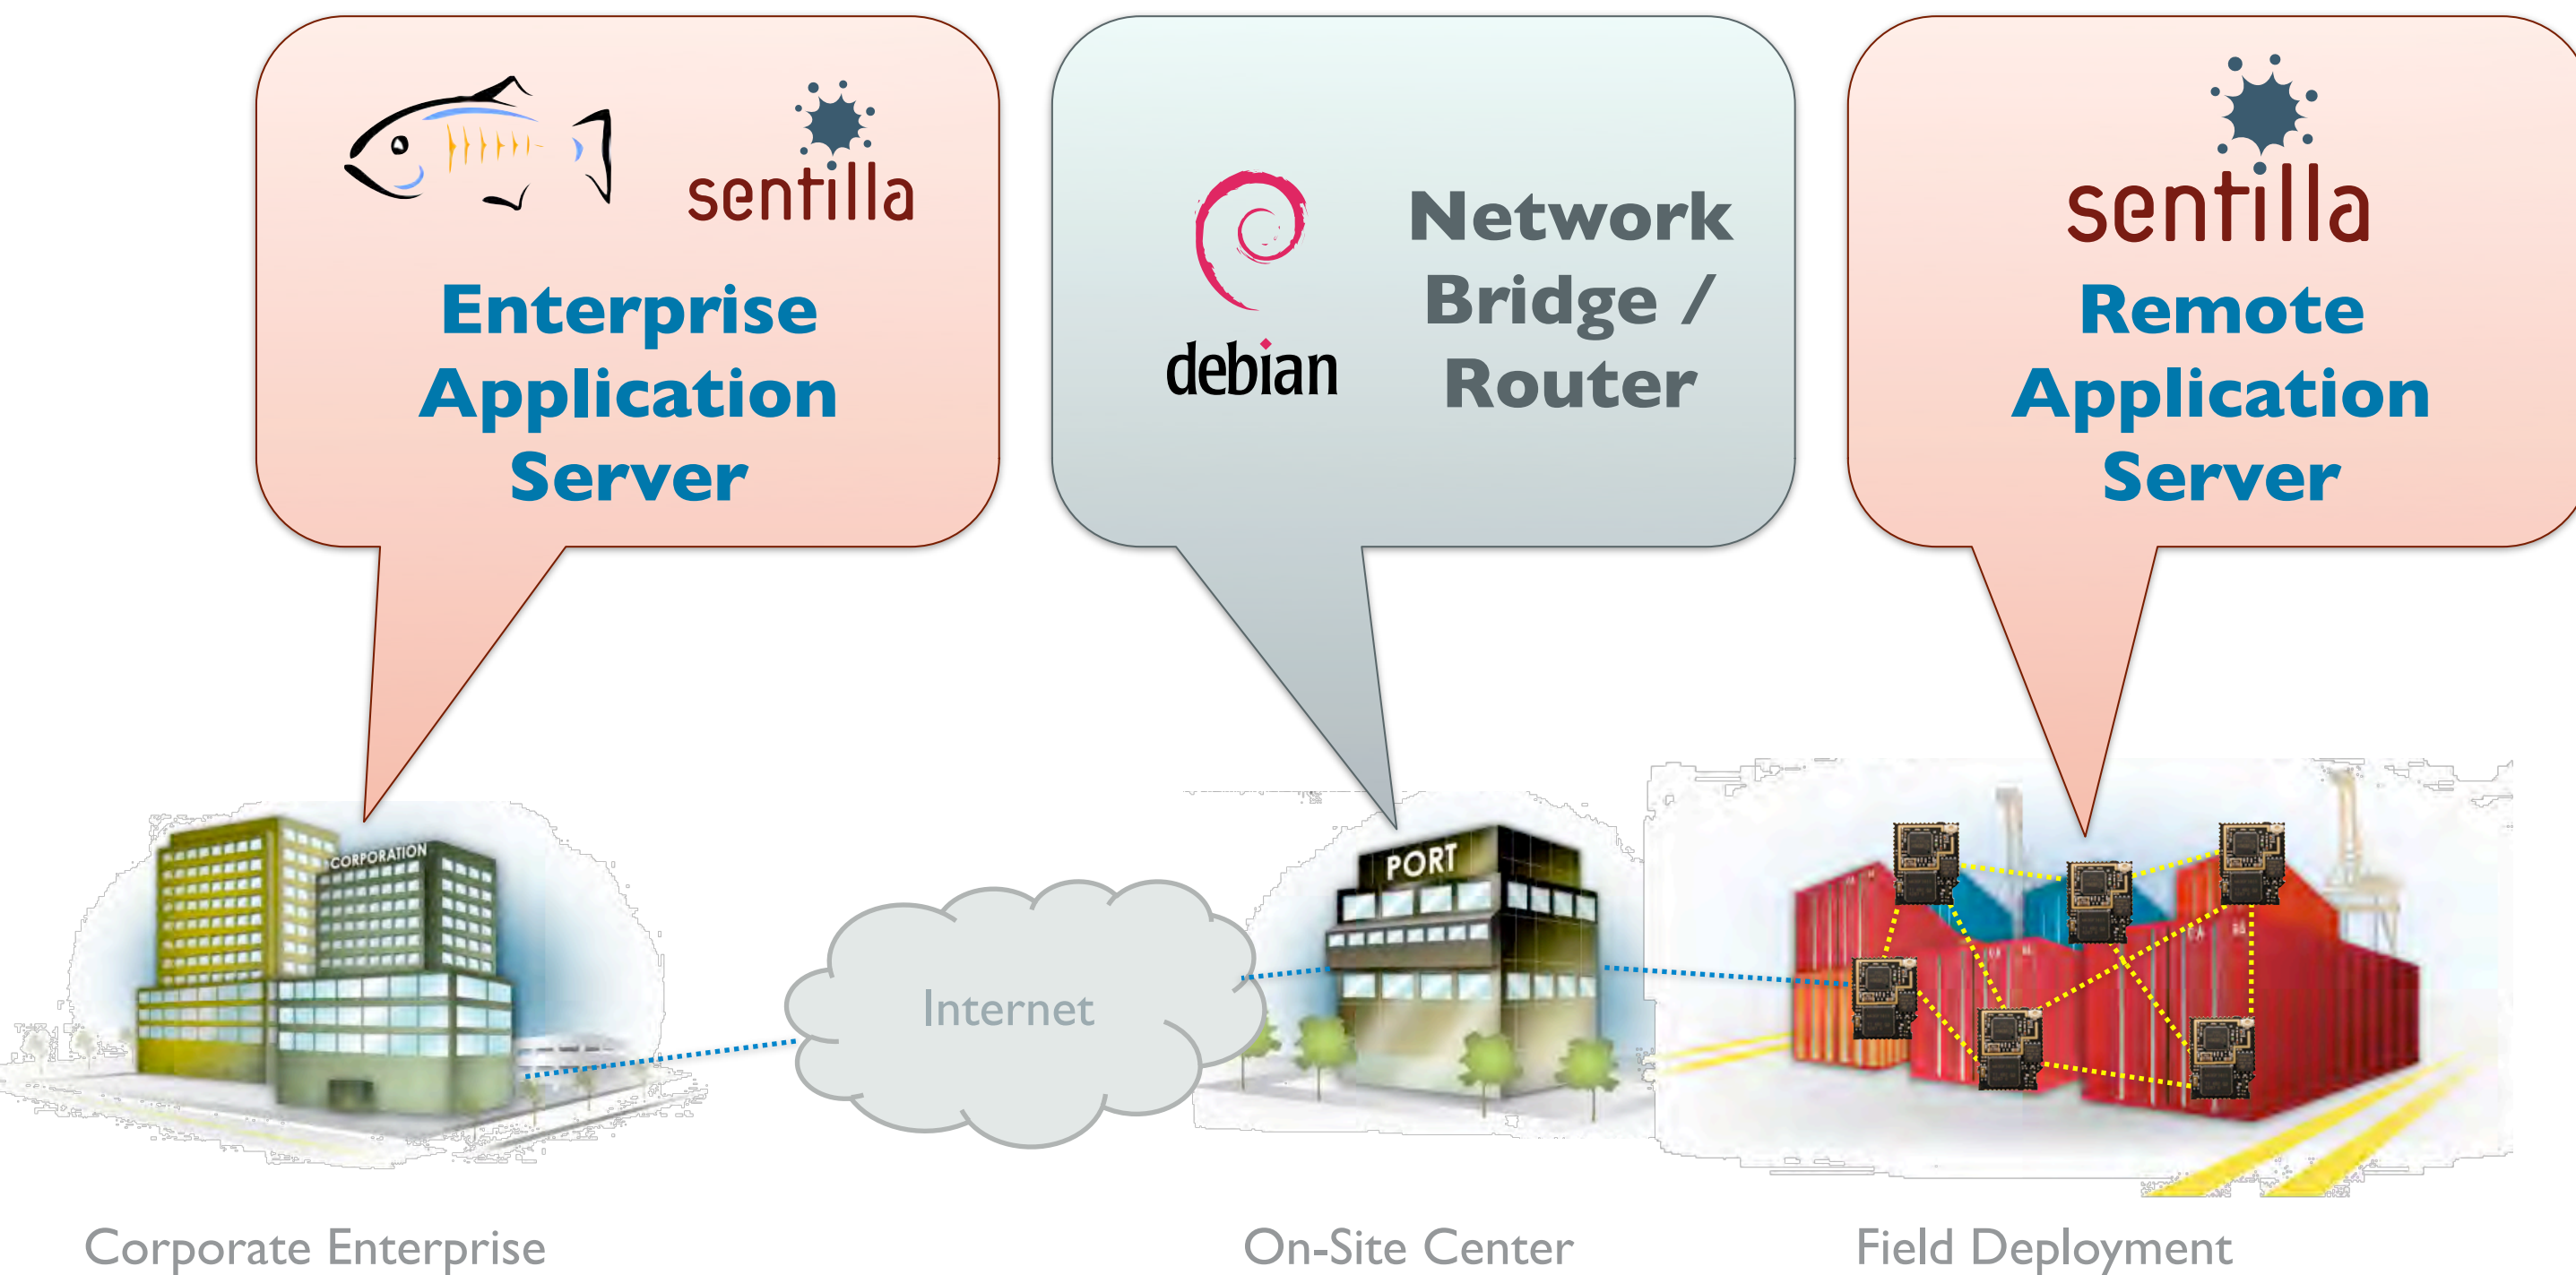 sentilla
Enterprise
Application
Server
debian
Network
Bridge /
Router
sentilla
Remote
Application
Server
CORPORATION
Internet
PORT
Corporate Enterprise
On-Site Center
Field Deployment